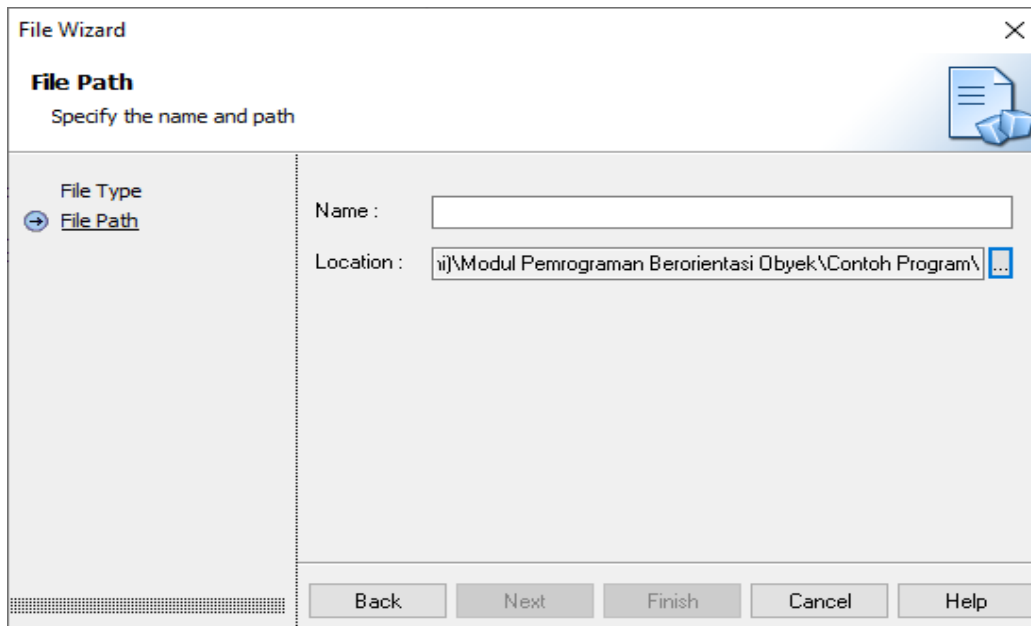 File Wizard
File Path
Specify the name and path
File Type
File Path
Name :
Location : ni)\Modul Pemrograman Berorientasi Obyek\Contoh Program\ ...
Back Next Finish Cancel Help